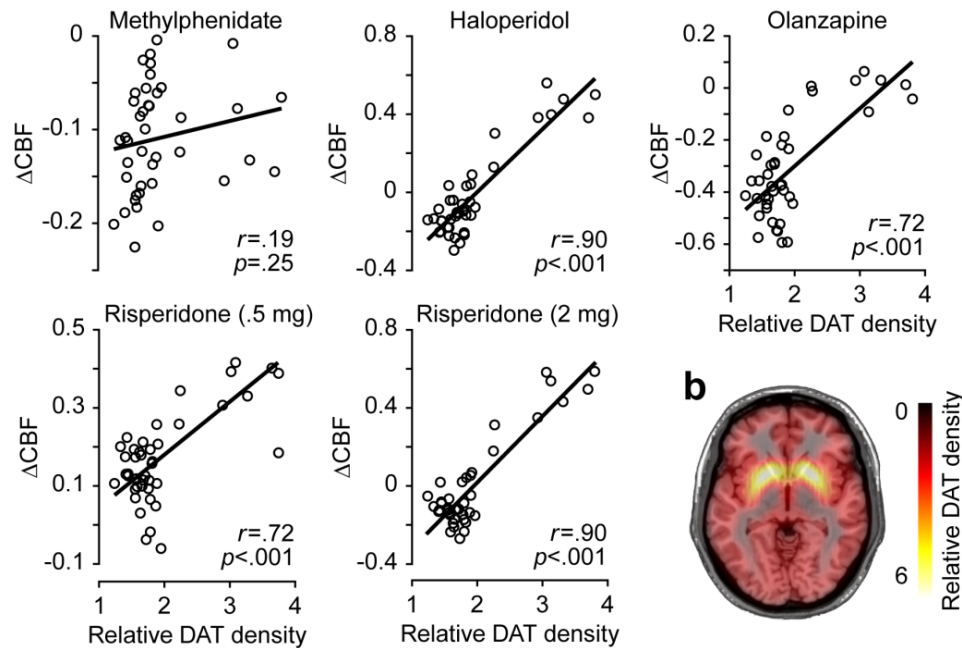 Methylphenidate
0
-0.1
-0.2
ΔCBF
r=.19
p=.25
Haloperidol
0.8
0.4
0
-0.4
ΔCBF
r=.90
p<.001
Olanzapine
0.2
0
-0.2
-0.4
-0.6
ΔCBF
r=.72
p<.001
1 2 3 4
Relative DAT density
Risperidone (.5 mg)
0.5
0.3
0.1
-0.1
ΔCBF
r=.72
p<.001
1 2 3 4
Relative DAT density
Risperidone (2 mg)
0.8
0.4
0
-0.4
ΔCBF
r=.90
p<.001
1 2 3 4
Relative DAT density
b
0
6
Relative DAT density